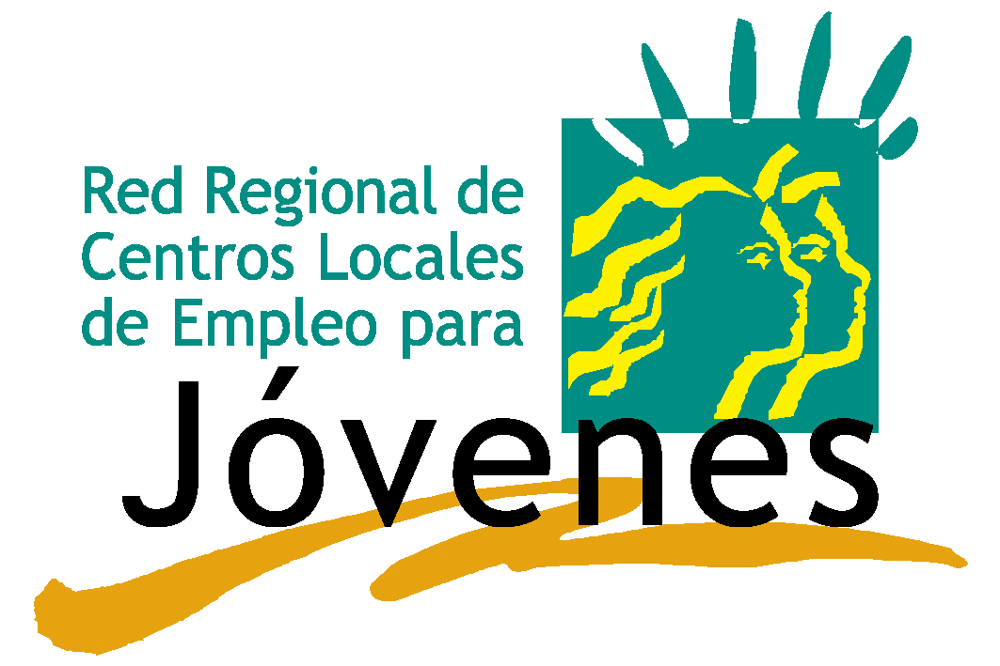 Red Regional de
Centros Locales
de Empleo para
Jóvenes